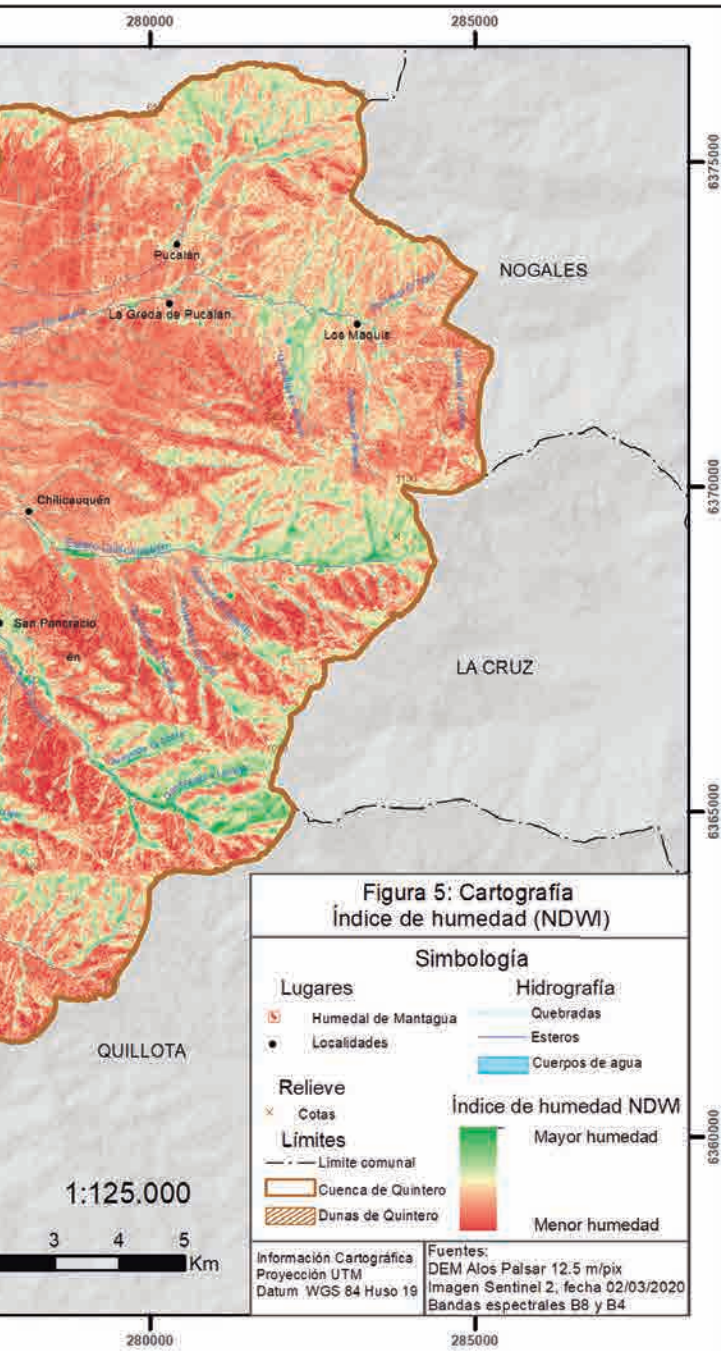 280000
285000
6375000
Pucalán
NOGALES
La Greda de Pucalán
Los Maquis
6370000
Chilicauquén
San Pancracio
én
LA CRUZ
6365000
Figura 5: Cartografía
Índice de humedad (NDWI)
Simbología
Lugares
Humedal de Mantagua
Localidades
Relieve
Cotas
Límites
Límite comunal
Cuenca de Quintero
Dunas de Quintero
Hidrografía
Quebradas
Esteros
Cuerpos de agua
Índice de humedad NDWI
Mayor humedad
Menor humedad
QUILLOTA
6360000
1:125.000
3 4 5
Km
Información Cartográfica
Proyección UTM
Datum WGS 84 Huso 19
Fuentes:
DEM Alos Palsar 12.5 m/pix
Imagen Sentinel 2, fecha 02/03/2020
Bandas espectrales B8 y B4
280000
285000